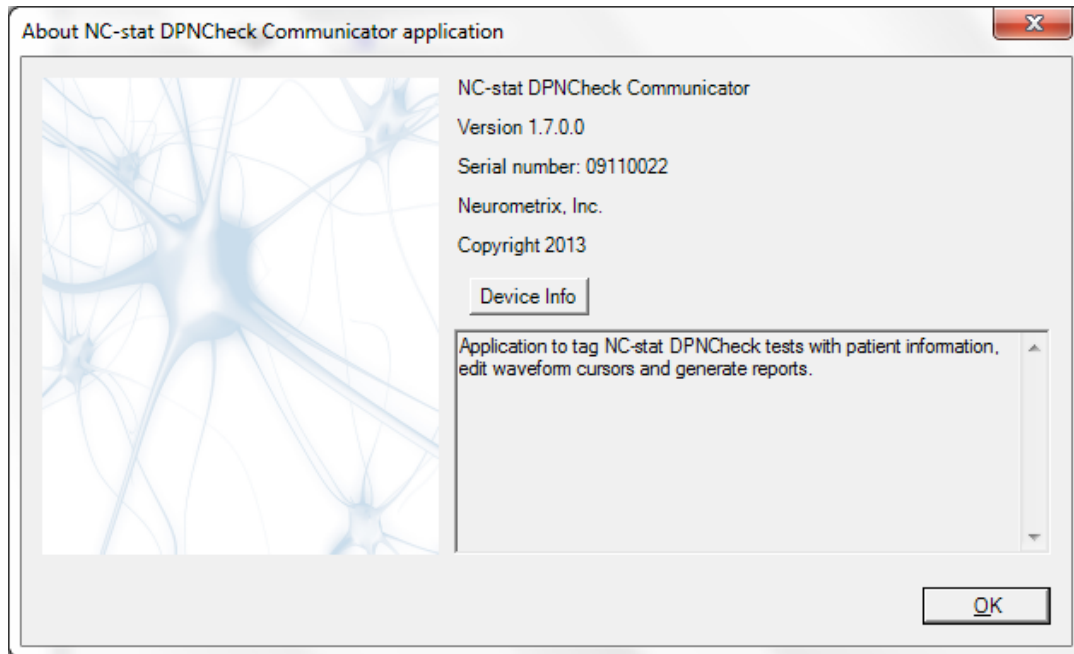 About NC-stat DPNCheck Communicator application
NC-stat DPNCheck Communicator
Version 1.7.0.0
Serial number: 09110022
Neurometrix, Inc.
Copyright 2013
Device Info
Application to tag NC-stat DPNCheck tests with patient information,
edit waveform cursors and generate reports.
OK